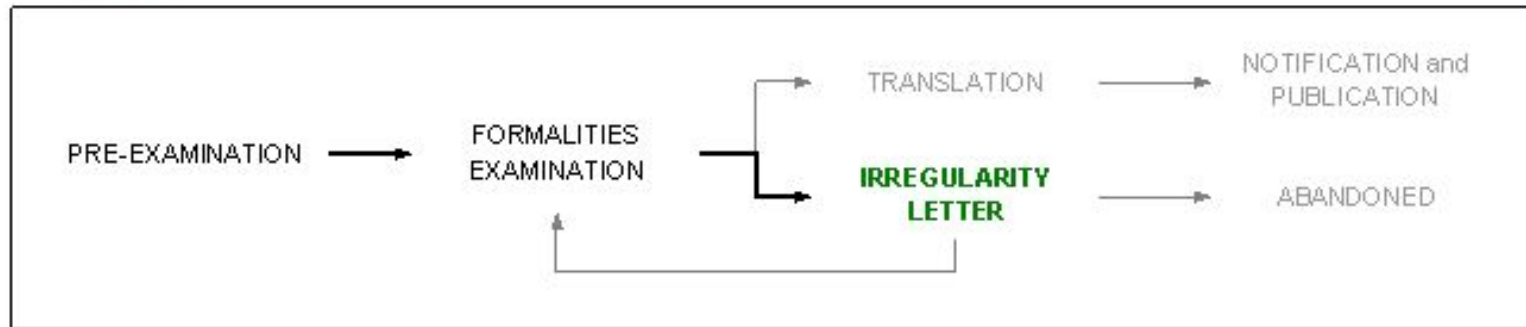 PRE-EXAMINATION
FORMALITIES
EXAMINATION
TRANSLATION
NOTIFICATION and
PUBLICATION
IRREGULARITY
LETTER
ABANDONED